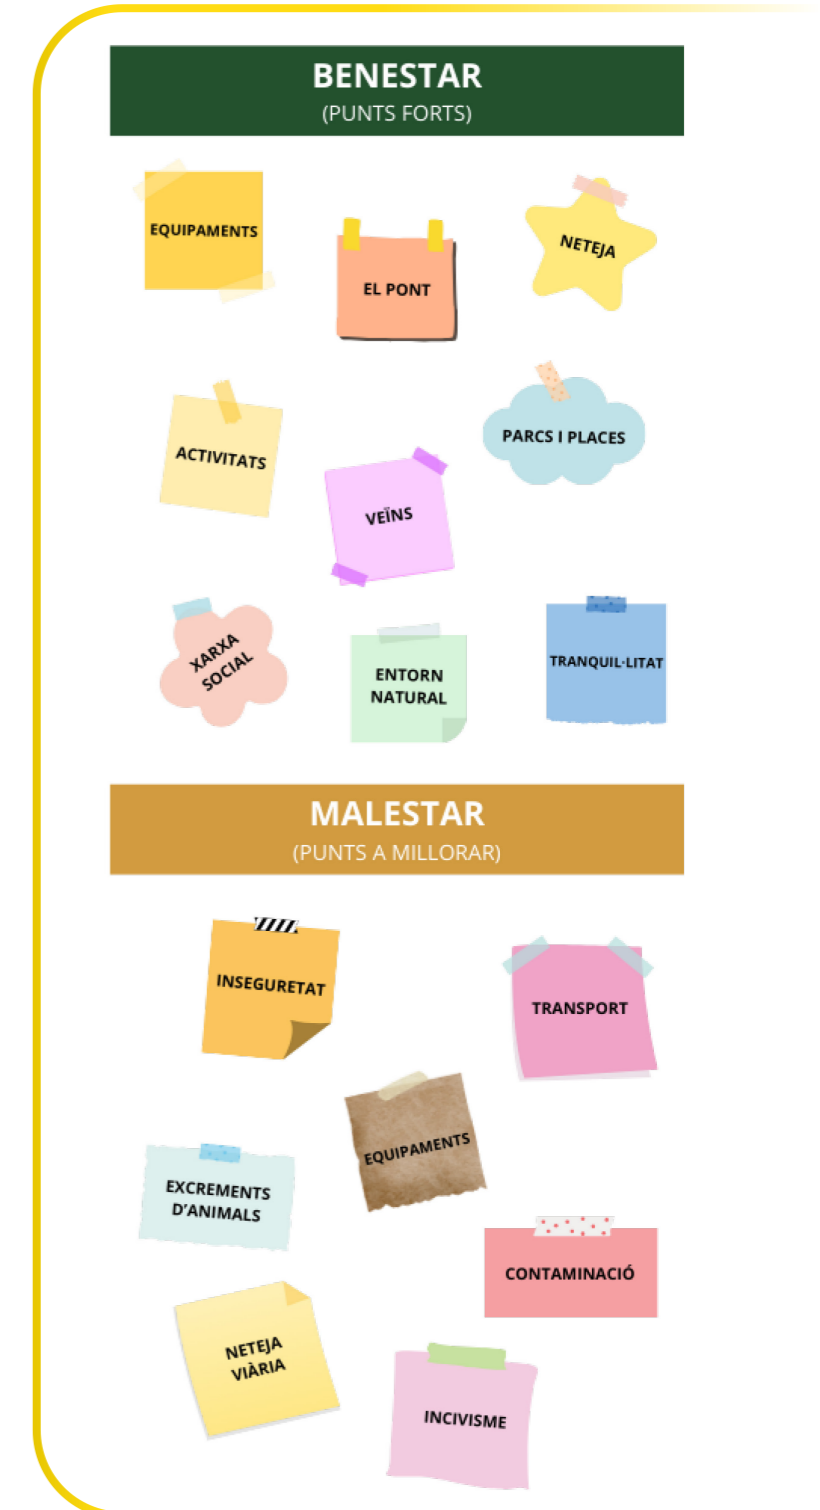 BENESTAR
(PUNTS FORTS)
EQUIPAMENTS
EL PONT
NETEJA
ACTIVITATS
VEÏNS
PARCS I PLACES
XARXA
SOCIAL
ENTORN
NATURAL
TRANQUIL·LITAT
MALESTAR
(PUNTS A MILLORAR)
INSEGURETAT
TRANSPORT
EQUIPAMENTS
EXCREMENTS
D'ANIMALS
CONTAMINACIÓ
NETEJA
VIÀRIA
INCIVISME